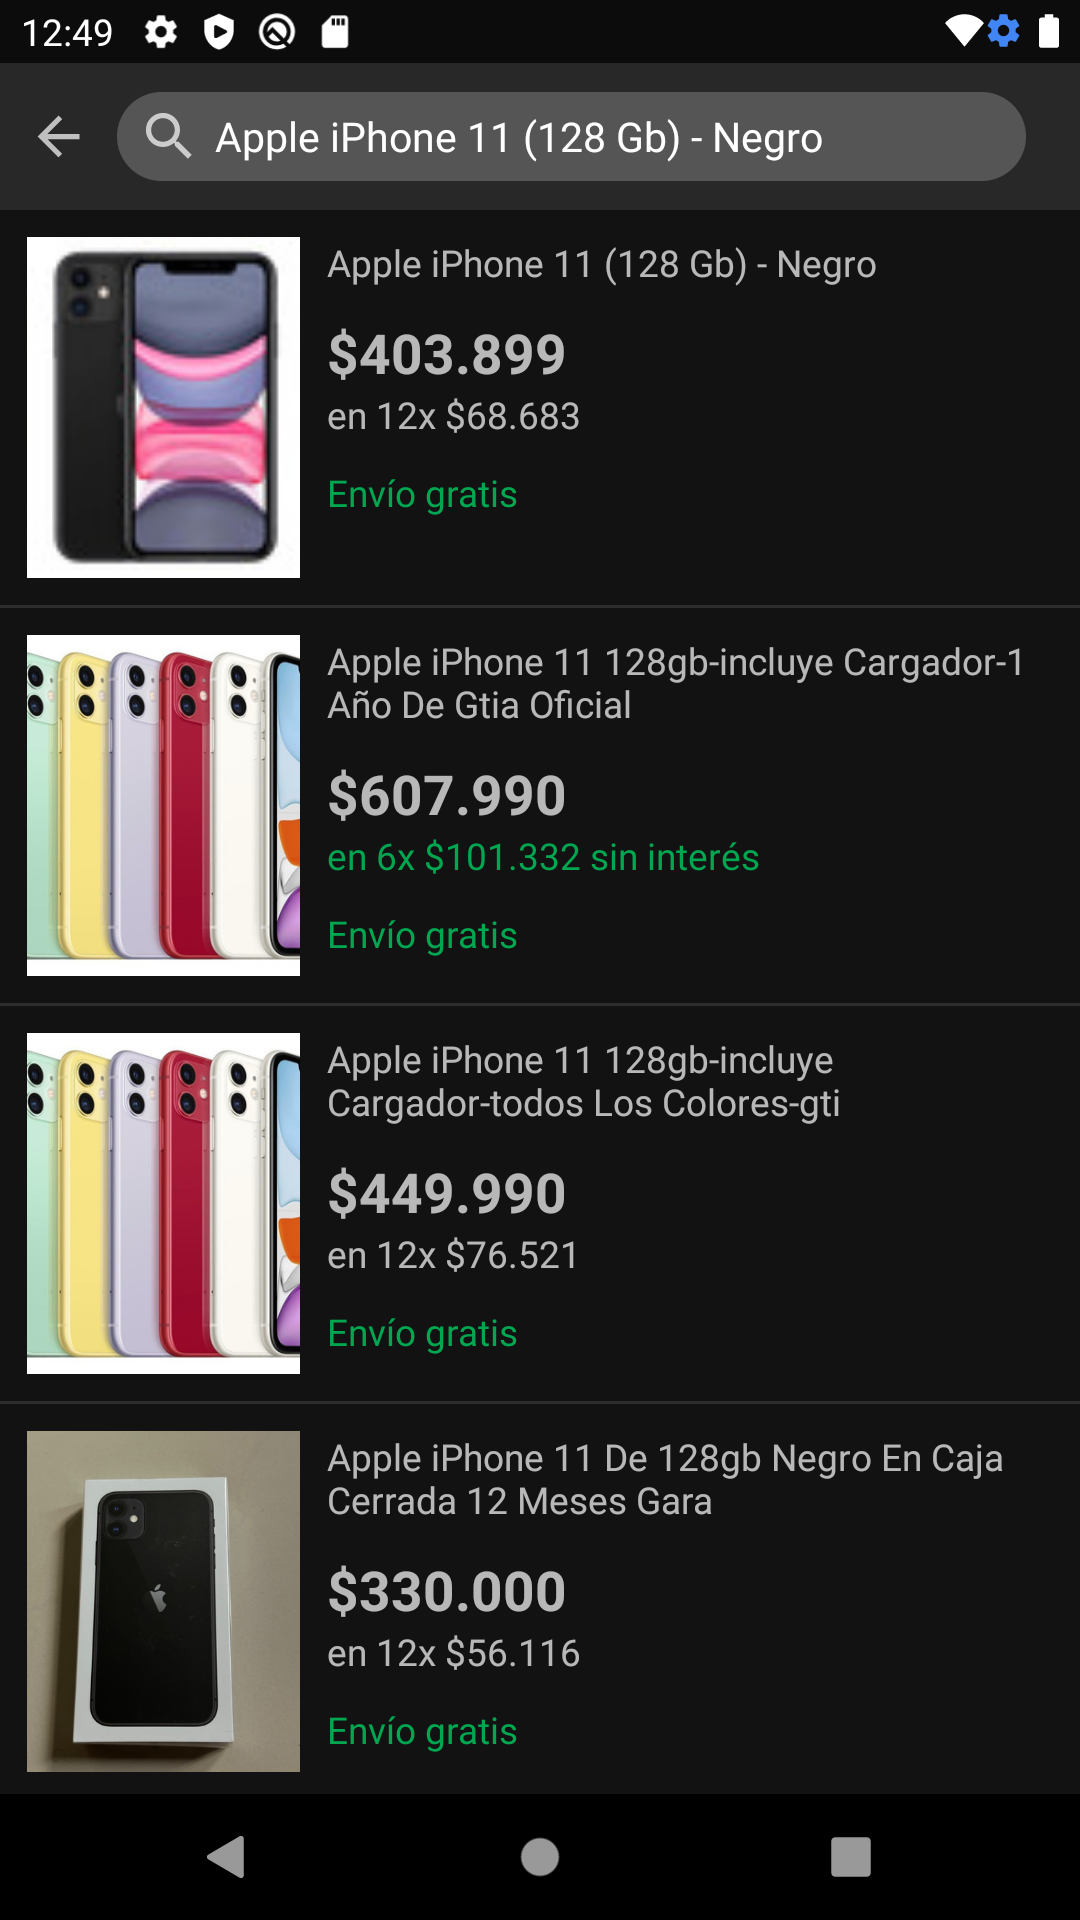 12:49
Apple iPhone 11 (128 Gb) - Negro
Apple iPhone 11 (128 Gb) - Negro
$403.899
en 12x $68.683
Envío gratis
Apple iPhone 11 128gb-incluye Cargador-1
Año De Gtia Oficial
$607.990
en 6x $101.332 sin interés
Envío gratis
Apple iPhone 11 128gb-incluye
Cargador-todos Los Colores-gti
$449.990
en 12x $76.521
Envío gratis
Apple iPhone 11 De 128gb Negro En Caja
Cerrada 12 Meses Gara
$330.000
en 12x $56.116
Envío gratis